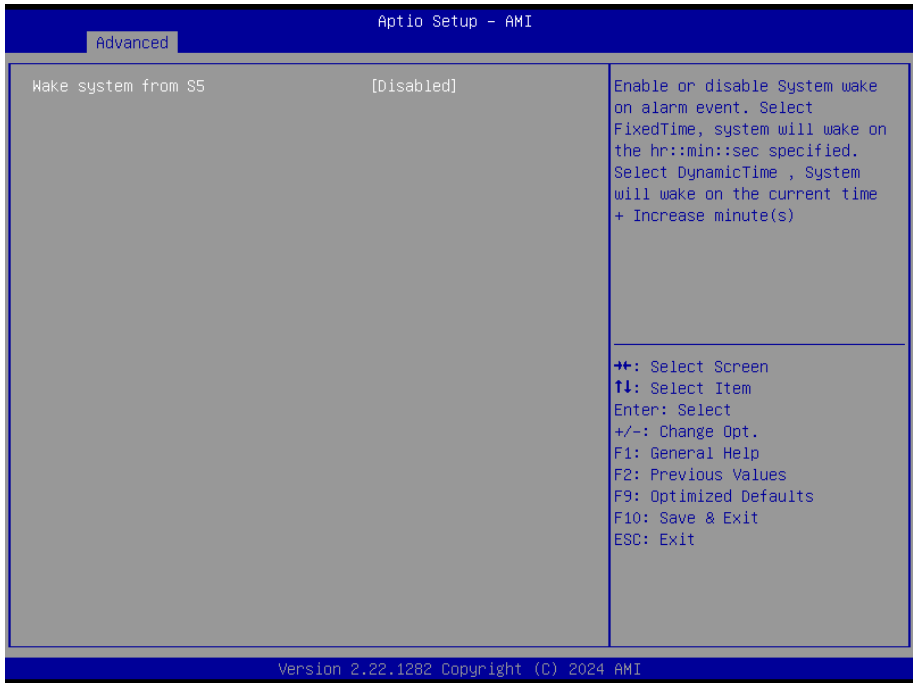 Aptio Setup – AMI
Advanced
Wake system from S5 [Disabled]
Enable or disable System wake
on alarm event. Select
FixedTime, system will wake on
the hr::min::sec specified.
Select DynamicTime , System
will wake on the current time
+ Increase minute(s)
→←: Select Screen
↑↓: Select Item
Enter: Select
+/-: Change Opt.
F1: General Help
F2: Previous Values
F9: Optimized Defaults
F10: Save & Exit
ESC: Exit
Version 2.22.1282 Copyright (C) 2024 AMI